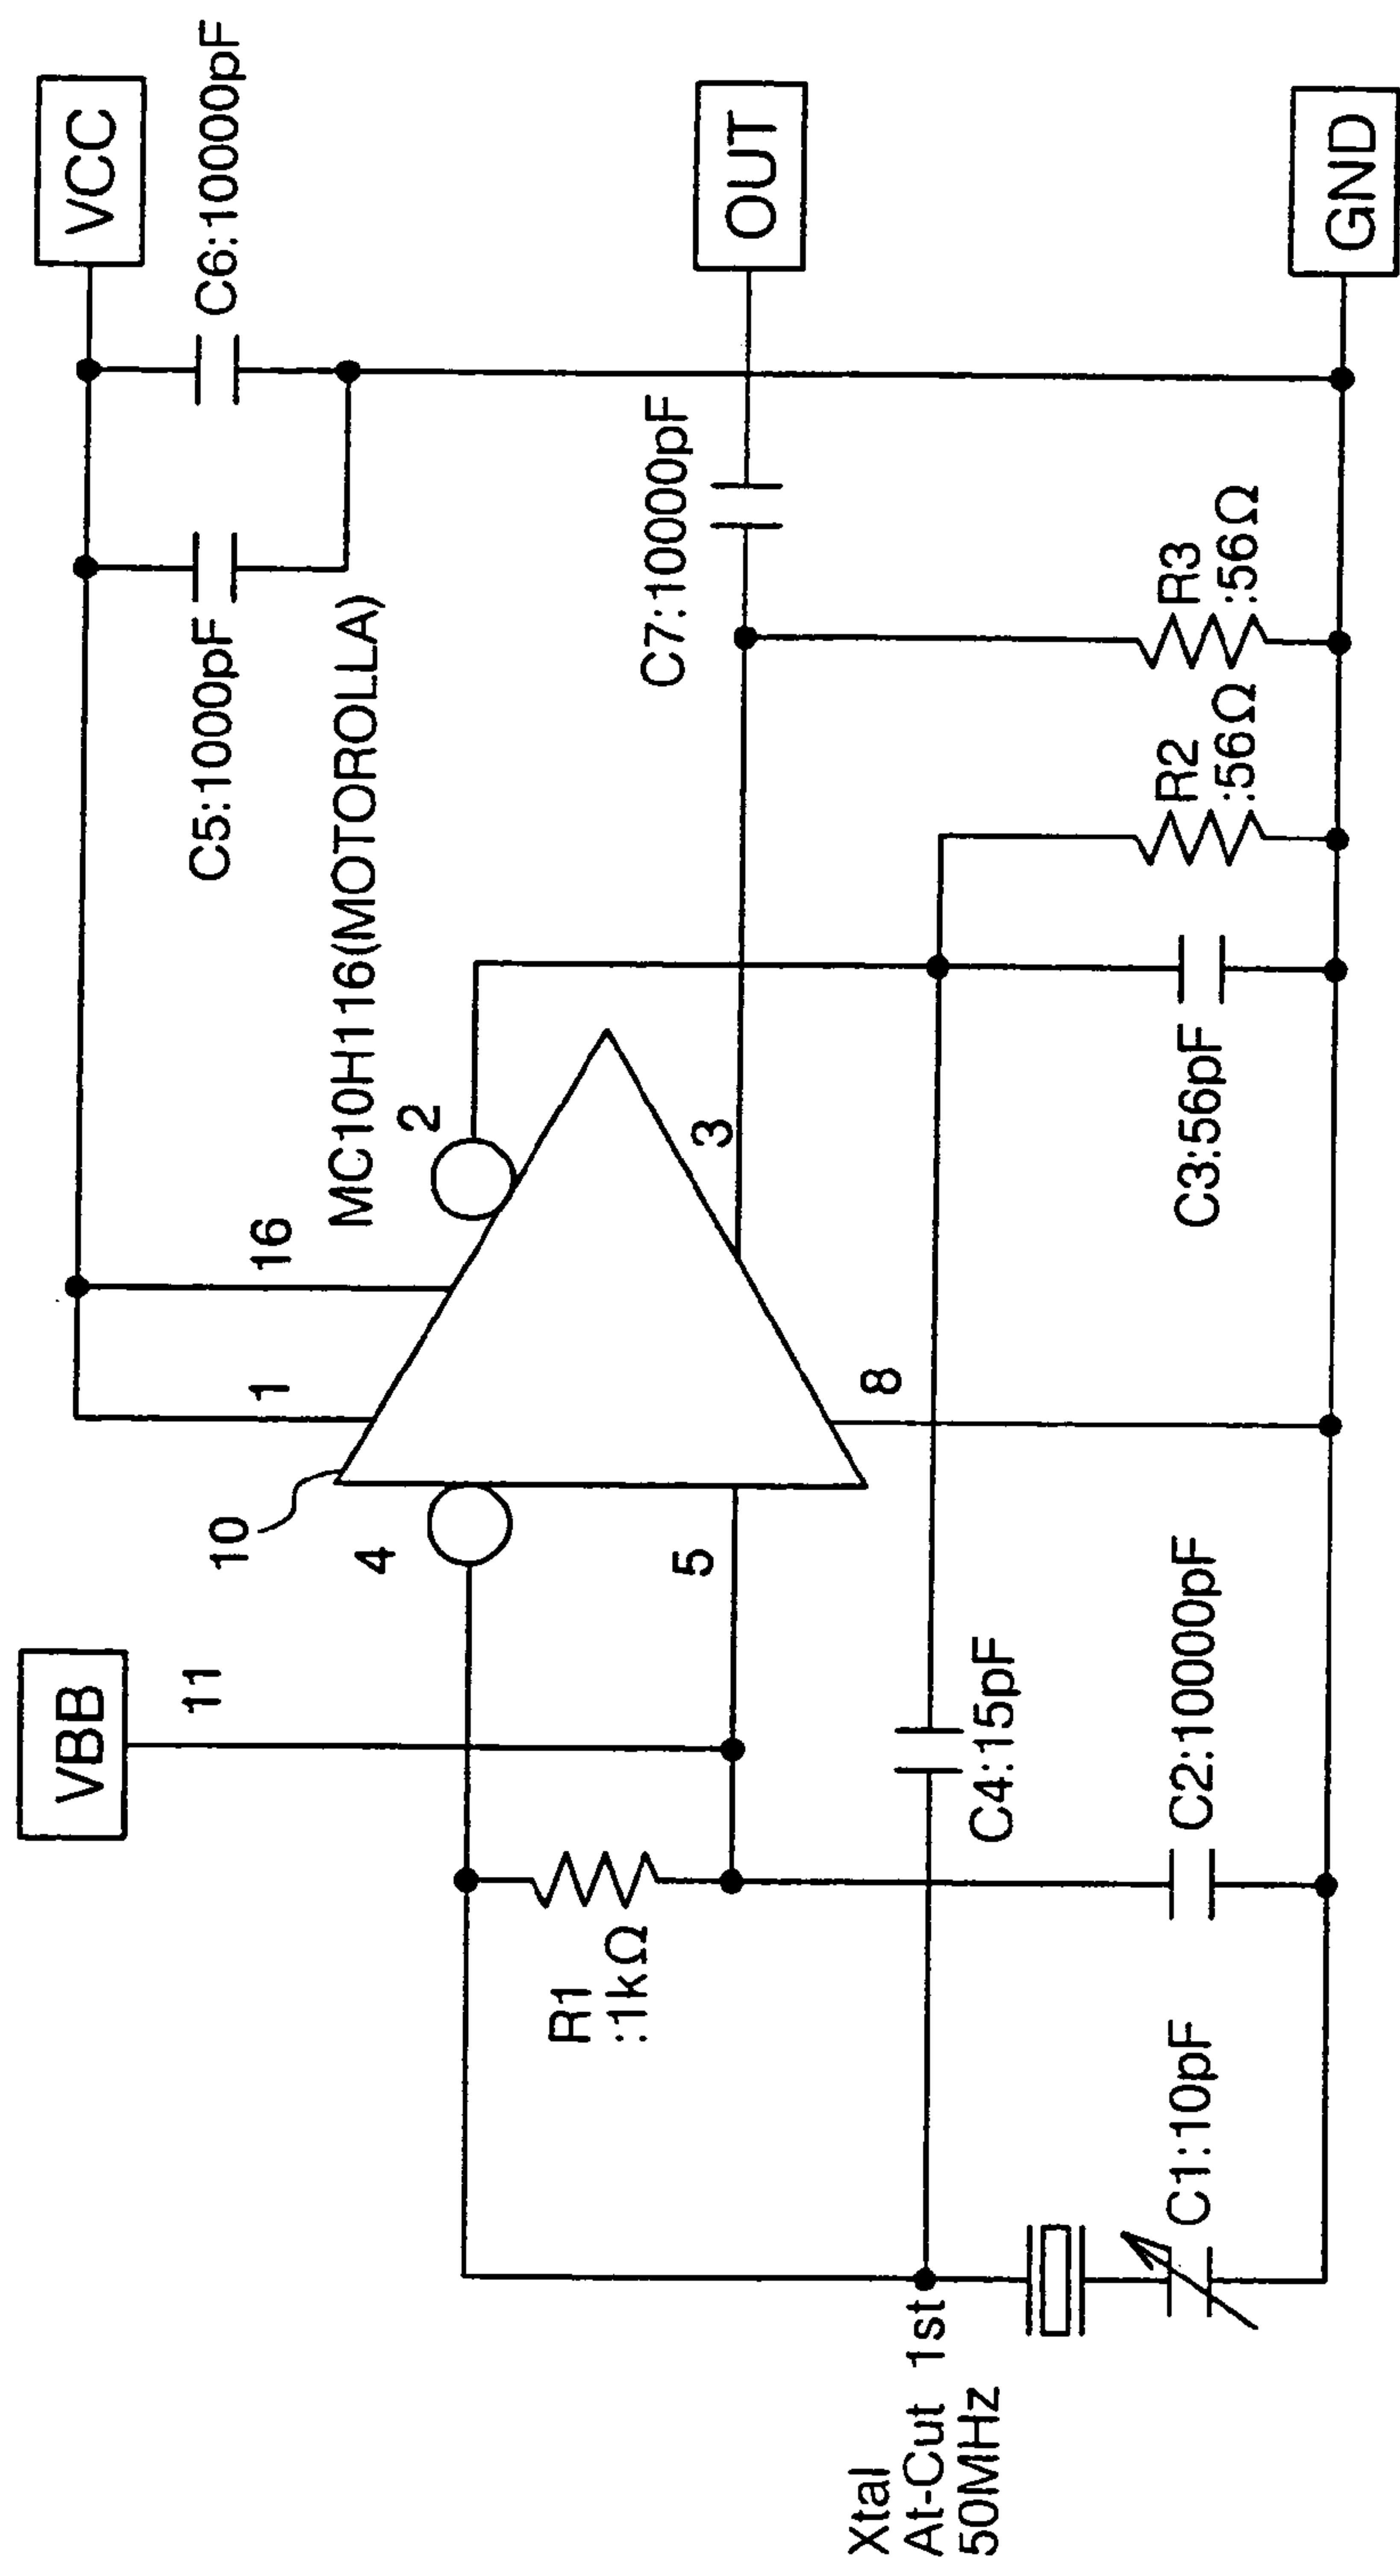 VCC
C6:10000pF
C5:1000pF
MC10H116(MOTOROLLA)
VBB
11
10
1
16
2
4
5
3
8
C7:10000pF
OUT
R1
:1kΩ
C4:15pF
R2
:56Ω
R3
:56Ω
C3:56pF
C2:10000pF
C1:10pF
Xtal
At-Cut 1st
50MHz
GND